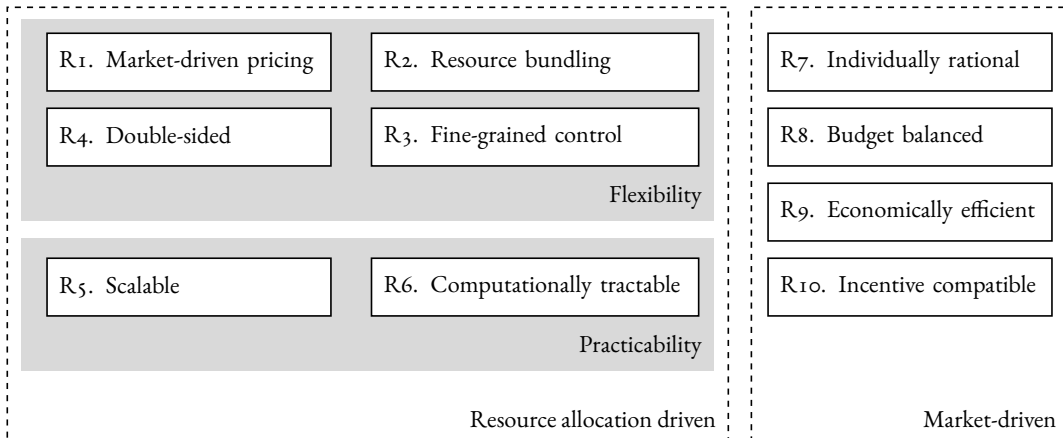 R1. Market-driven pricing
R2. Resource bundling
R4. Double-sided
R3. Fine-grained control
Flexibility
R5. Scalable
R6. Computationally tractable
Practicability
Resource allocation driven
R7. Individually rational
R8. Budget balanced
R9. Economically efficient
R10. Incentive compatible
Market-driven